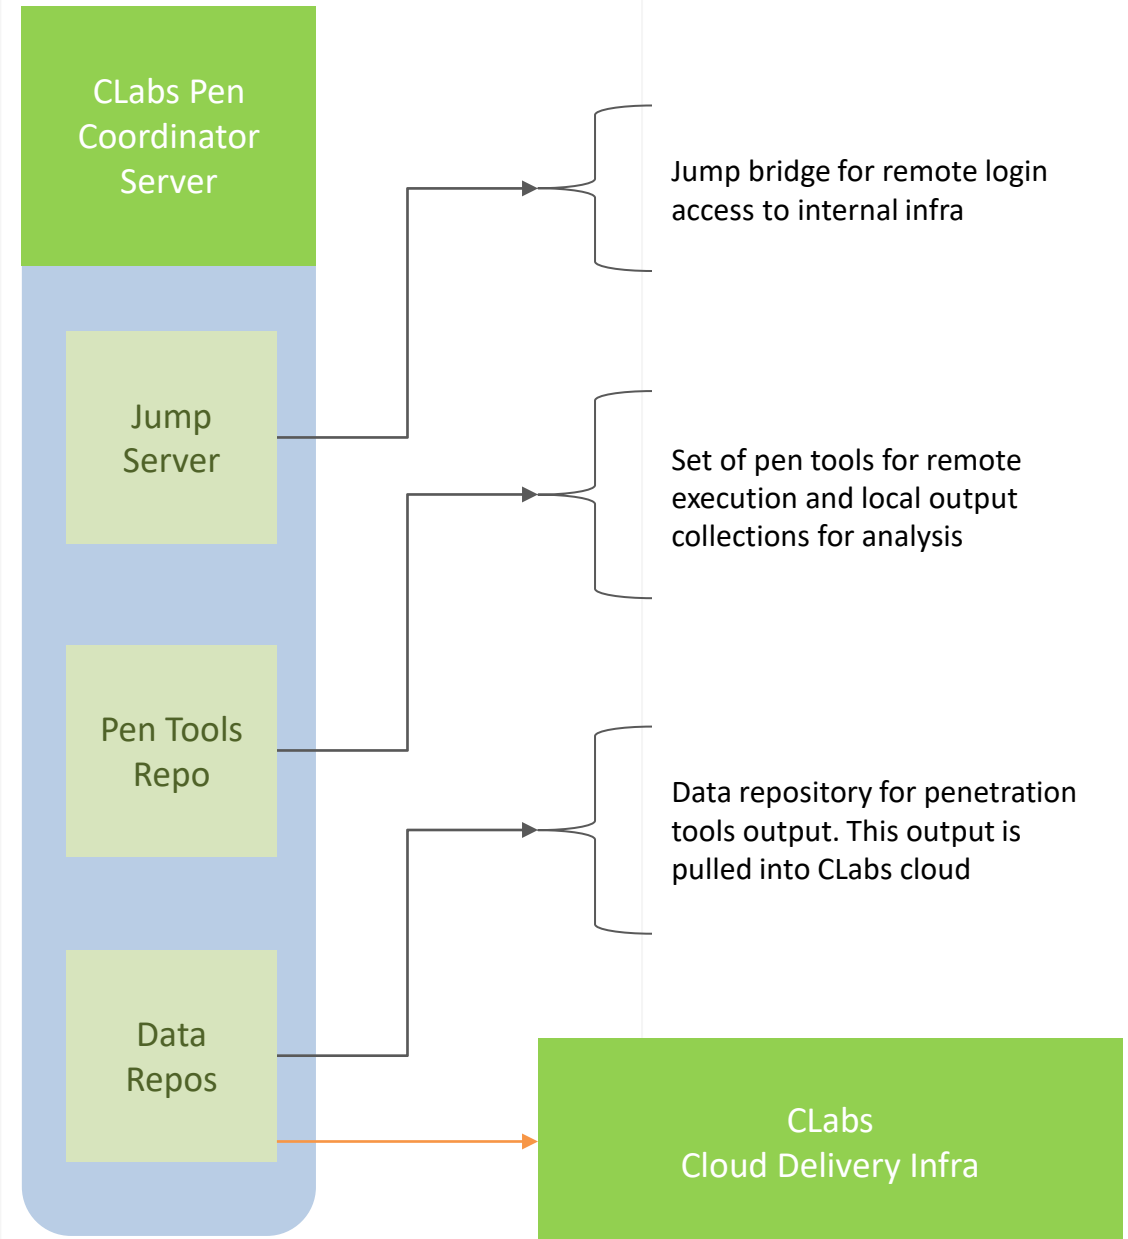 CLabs Pen
Coordinator
Server
Jump bridge for remote login
access to internal infra
Jump
Server
Set of pen tools for remote
execution and local output
collections for analysis
Pen Tools
Repo
Data repository for penetration
tools output. This output is
pulled into CLabs cloud
Data
Repos
CLabs
Cloud Delivery Infra